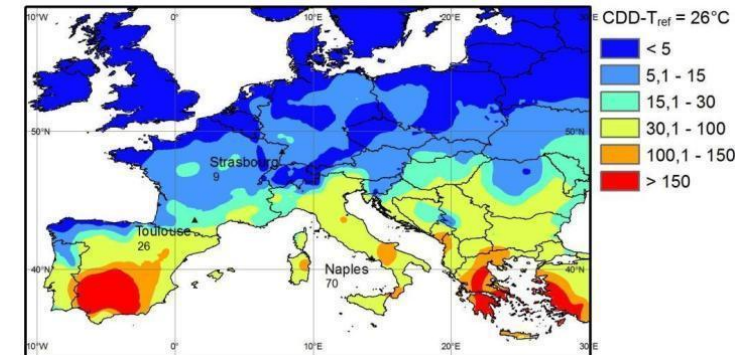 10°W 0° 10°E 20°E 30°E
CDD-Tref = 26°C
< 5
5,1 - 15
15,1 - 30
30,1 - 100
100,1 - 150
> 150
50°N 50°N
Strasbourg
9
Toulouse
26
40°N 40°N
Naples
70
10°W 0° 10°E 20°E 30°E